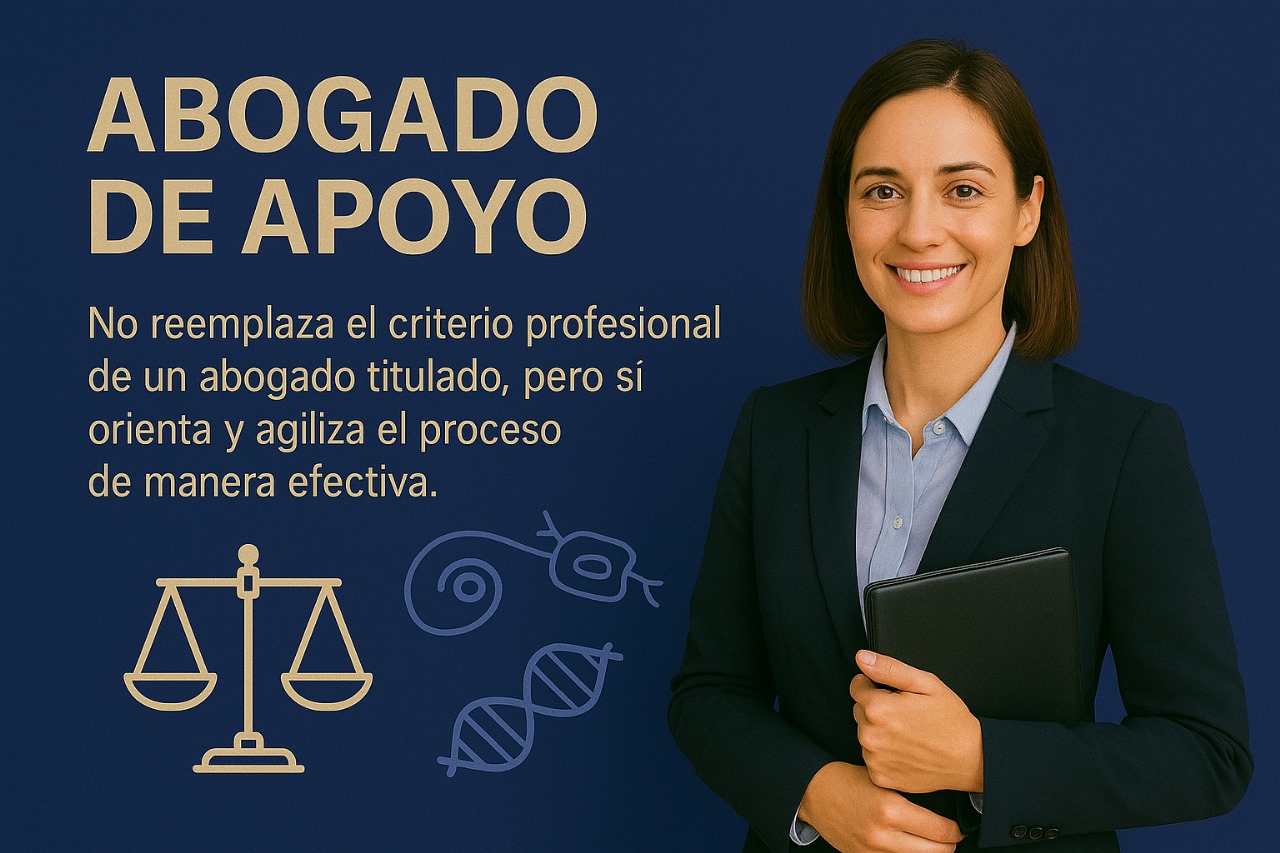 ABOGADO
DE APOYO
No reemplaza el criterio profesional
de un abogado titulado, pero sí
orienta y agiliza el proceso
de manera efectiva.